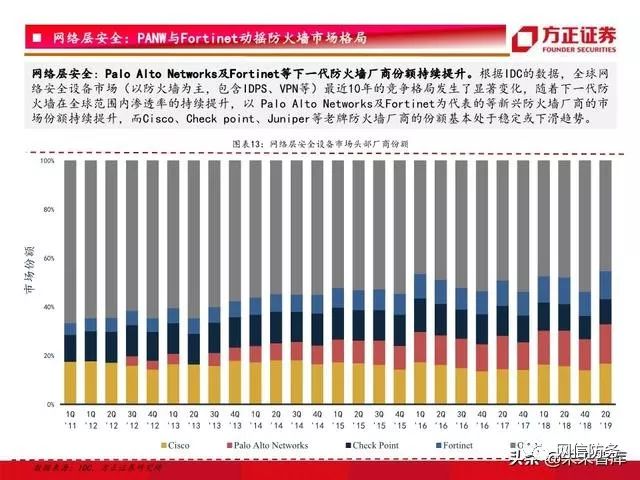 网络层安全：PANW与Fortinet动摇防火墙市场格局
方正证券
FOUNDER SECURITIES
网络层安全：Palo Alto Networks及Fortinet等下一代防火墙厂商份额持续提升。根据IDC的数据，全球网
络安全设备市场（以防火墙为主，包含IDPS、VPN等）最近10年的竞争格局发生了显著变化，随着下一代防
火墙在全球范围内渗透率的持续提升，以 Palo Alto Networks及Fortinet为代表的等新兴防火墙厂商的市
场份额持续提升，而Cisco、Check point、Juniper等老牌防火墙厂商的份额基本处于稳定或下滑趋势。
图表13：网络层安全设备市场头部厂商份额
市场份额
100%
80%
60%
40%
20%
0%
1Q 1Q 2Q 3Q 4Q 1Q 2Q 3Q 4Q 1Q 2Q 3Q 4Q 1Q 2Q 3Q 4Q 1Q 2Q 3Q 4Q 1Q 2Q 4Q 1Q 2Q 4Q 2Q
'11 '12 '12 '12 '12 '13 '13 '13 '13 '14 '14 '14 '14 '15 '15 '15 '15 '16 '16 '16 '16 '17 '17 '17 '18 '18 '18 '19
Cisco Palo Alto Networks Check Point Fortinet
数据来源：IDC，方正证券研究所
网信防务
头条 @未来智库